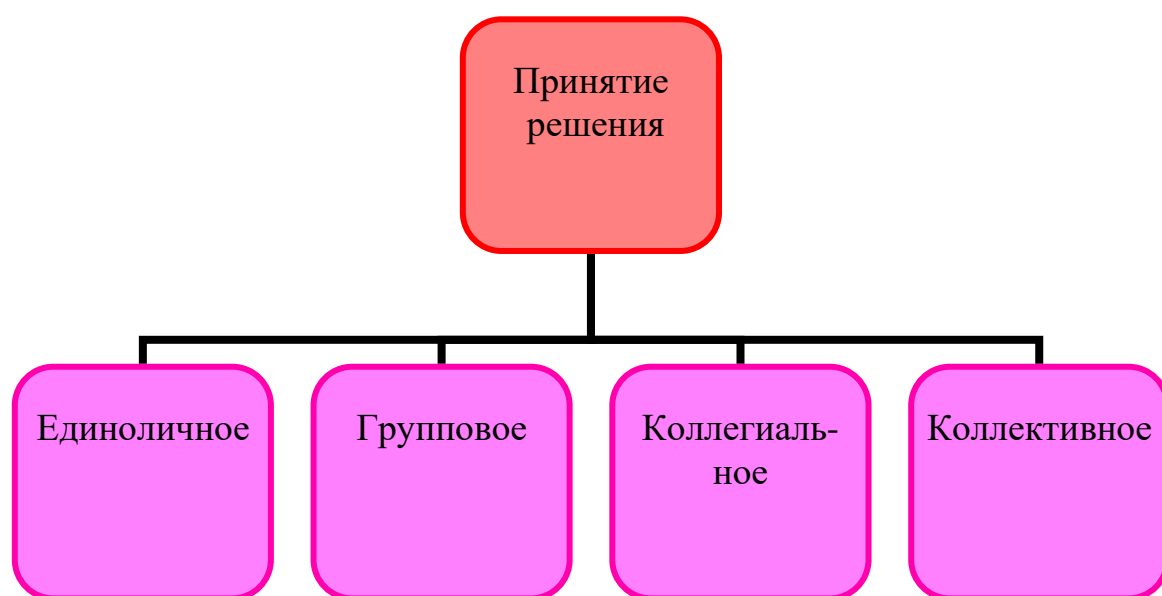 Принятие
решения
Единоличное
Групповое
Коллегиаль-
ное
Коллективное